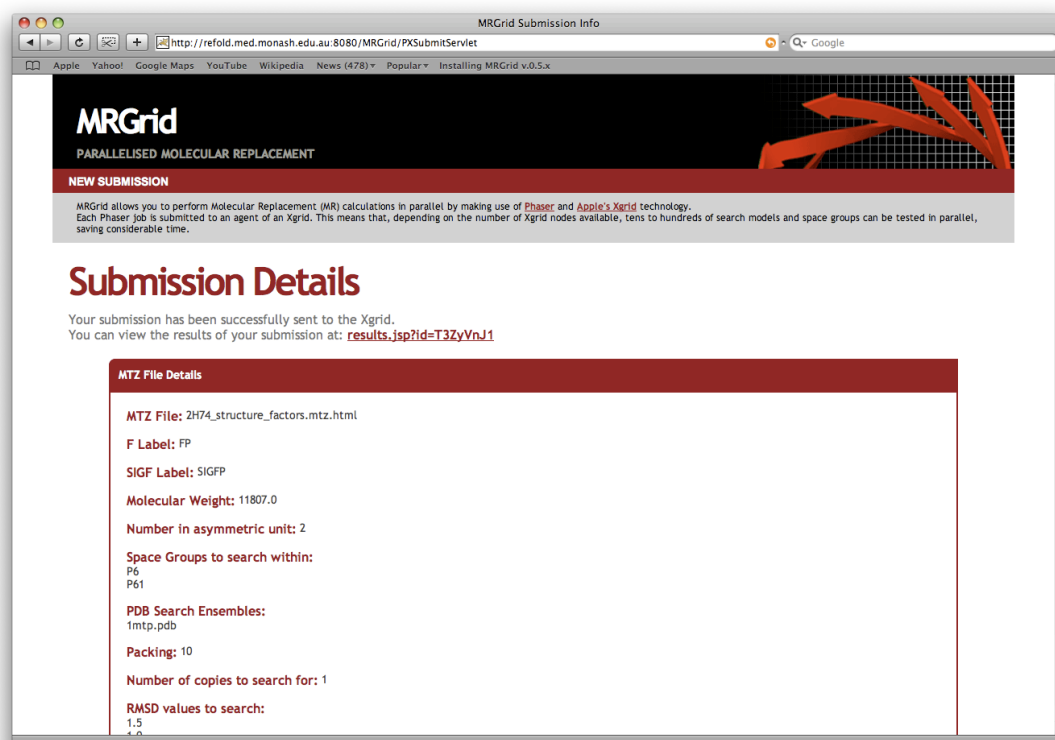 MRGrid Submission Info
http://refold.med.monash.edu.au:8080/MRGrid/PXSubmitServlet
Google
Apple Yahoo! Google Maps YouTube Wikipedia News (478) Popular Installing MRGrid v.0.5.x
MRGrid
PARALLELISED MOLECULAR REPLACEMENT
NEW SUBMISSION
MRGrid allows you to perform Molecular Replacement (MR) calculations in parallel by making use of Phaser and Apple's Xgrid technology.
Each Phaser job is submitted to an agent of an Xgrid. This means that, depending on the number of Xgrid nodes available, tens to hundreds of search models and space groups can be tested in parallel,
saving considerable time.
Submission Details
Your submission has been successfully sent to the Xgrid.
You can view the results of your submission at: results.jsp?id=T3ZyVnJ1
MTZ File Details
MTZ File: 2H74_structure_factors.mtz.html
F Label: FP
SIGF Label: SIGFP
Molecular Weight: 11807.0
Number in asymmetric unit: 2
Space Groups to search within:
P6
P61
PDB Search Ensembles:
1mtp.pdb
Packing: 10
Number of copies to search for: 1
RMSD values to search:
1.5